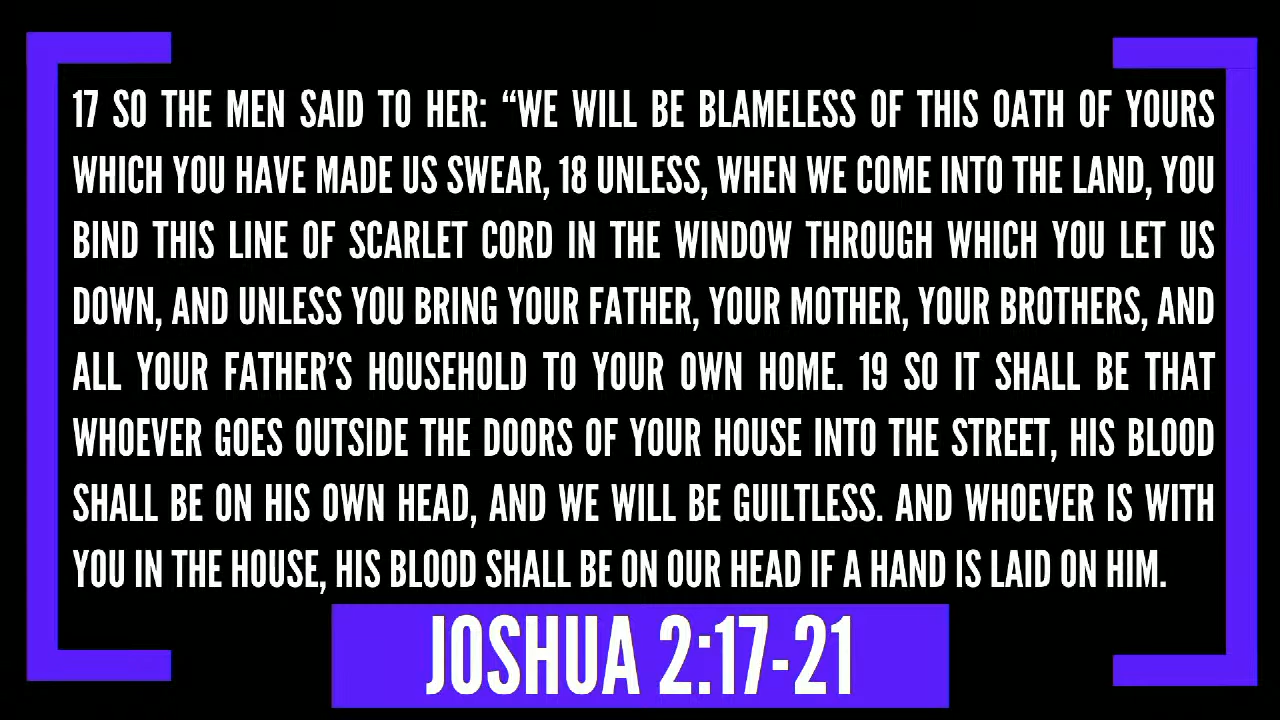 17 SO THE MEN SAID TO HER: “WE WILL BE BLAMELESS OF THIS OATH OF YOURS
WHICH YOU HAVE MADE US SWEAR, 18 UNLESS, WHEN WE COME INTO THE LAND, YOU
BIND THIS LINE OF SCARLET CORD IN THE WINDOW THROUGH WHICH YOU LET US
DOWN, AND UNLESS YOU BRING YOUR FATHER, YOUR MOTHER, YOUR BROTHERS, AND
ALL YOUR FATHER’S HOUSEHOLD TO YOUR OWN HOME. 19 SO IT SHALL BE THAT
WHOEVER GOES OUTSIDE THE DOORS OF YOUR HOUSE INTO THE STREET, HIS BLOOD
SHALL BE ON HIS OWN HEAD, AND WE WILL BE GUILTLESS. AND WHOEVER IS WITH
YOU IN THE HOUSE, HIS BLOOD SHALL BE ON OUR HEAD IF A HAND IS LAID ON HIM.
JOSHUA 2:17-21